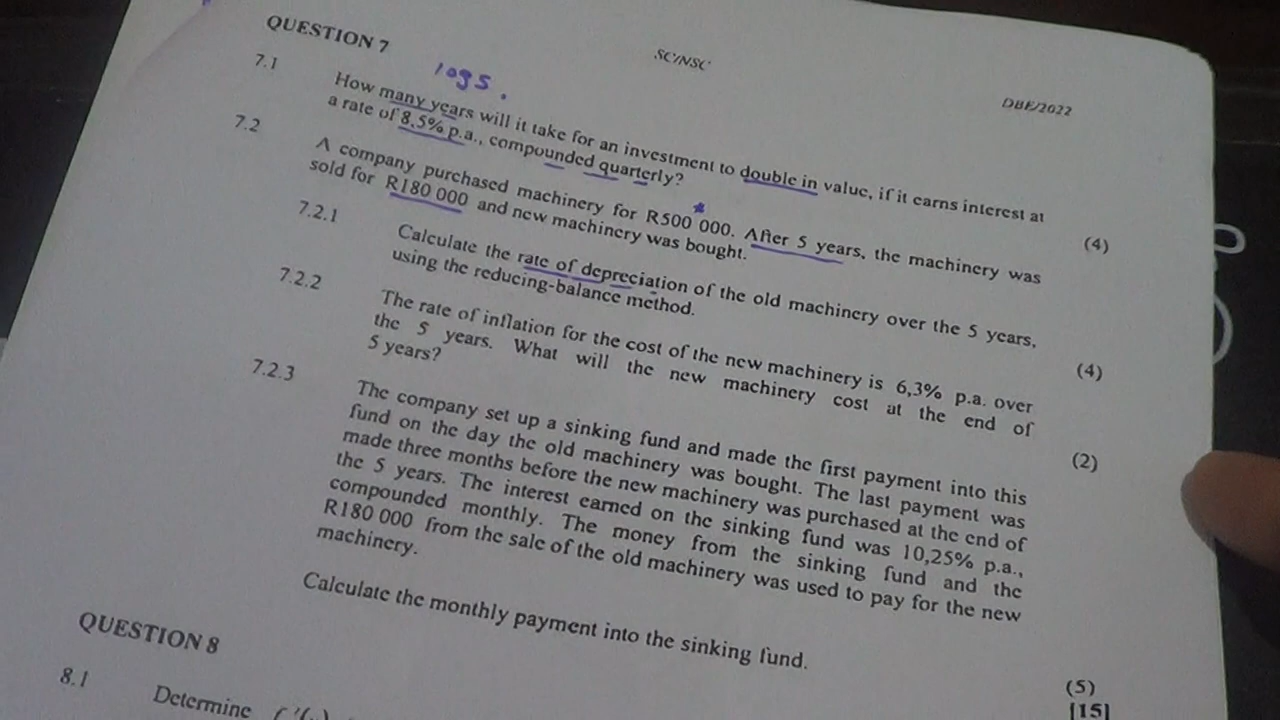 SC/NSC
DBE/2022
QUESTION 7
logs.
7.1 How many years will it take for an investment to double in value, if it earns interest at
a rate of 8,5% p.a., compounded quarterly? (4)
7.2 A company purchased machinery for R500 000. After 5 years, the machinery was
sold for R180 000 and new machinery was bought.
7.2.1 Calculate the rate of depreciation of the old machinery over the 5 years,
using the reducing-balance method. (4)
7.2.2 The rate of inflation for the cost of the new machinery is 6,3% p.a. over
the 5 years. What will the new machinery cost at the end of
5 years? (2)
7.2.3 The company set up a sinking fund and made the first payment into this
fund on the day the old machinery was bought. The last payment was
made three months before the new machinery was purchased at the end of
the 5 years. The interest earned on the sinking fund was 10,25% p.a.,
compounded monthly. The money from the sinking fund and the
R180 000 from the sale of the old machinery was used to pay for the new
machinery.
Calculate the monthly payment into the sinking fund. (5)
[15]
QUESTION 8
8.1 Determine